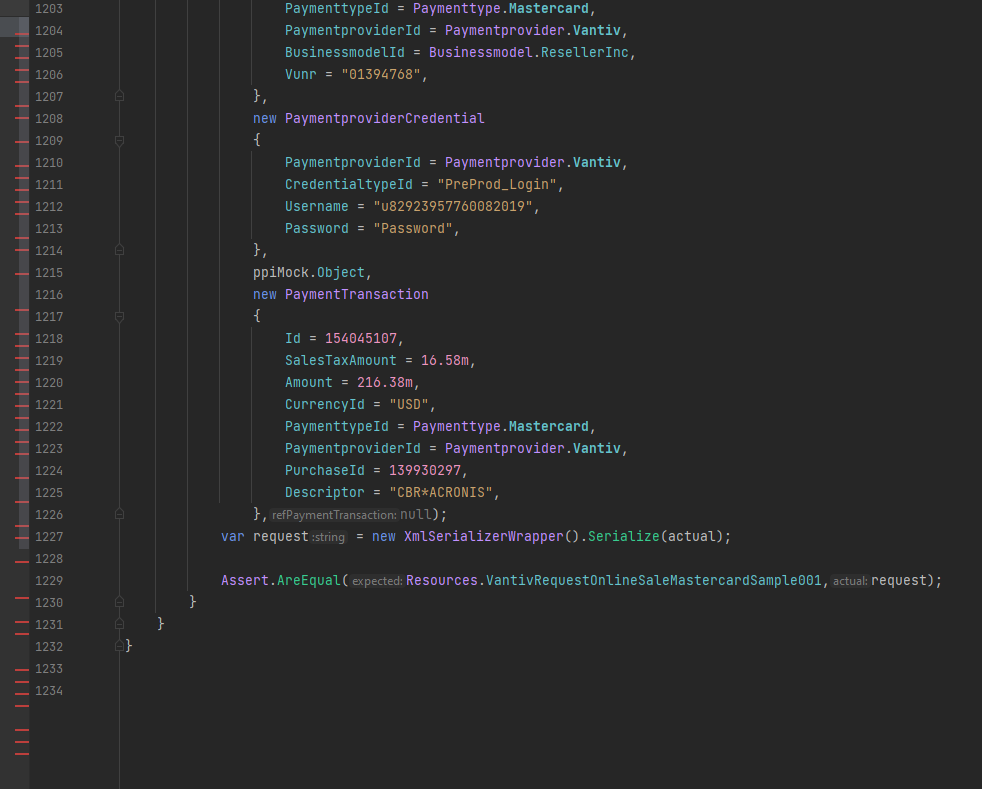 1203 PaymenttypeId = Paymenttype.Mastercard,
1204 PaymentproviderId = Paymentprovider.Vantiv,
1205 BusinessmodelId = Businessmodel.ResellerInc,
1206 Vunr = "01394768",
1207 },
1208 new PaymentproviderCredential
1209 {
1210 PaymentproviderId = Paymentprovider.Vantiv,
1211 CredentialtypeId = "PreProd_Login",
1212 Username = "u82923957760082019",
1213 Password = "Password",
1214 },
1215 ppiMock.Object,
1216 new PaymentTransaction
1217 {
1218 Id = 154045107,
1219 SalesTaxAmount = 16.58m,
1220 Amount = 216.38m,
1221 CurrencyId = "USD",
1222 PaymenttypeId = Paymenttype.Mastercard,
1223 PaymentproviderId = Paymentprovider.Vantiv,
1224 PurchaseId = 139930297,
1225 Descriptor = "CBR*ACRONIS",
1226 }, refPaymentTransaction: null);
1227 var request :string = new XmlSerializerWrapper().Serialize(actual);
1228
1229 Assert.AreEqual( expected: Resources.VantivRequestOnlineSaleMastercardSample001, actual: request);
1230 }
1231 }
1232 }
1233
1234